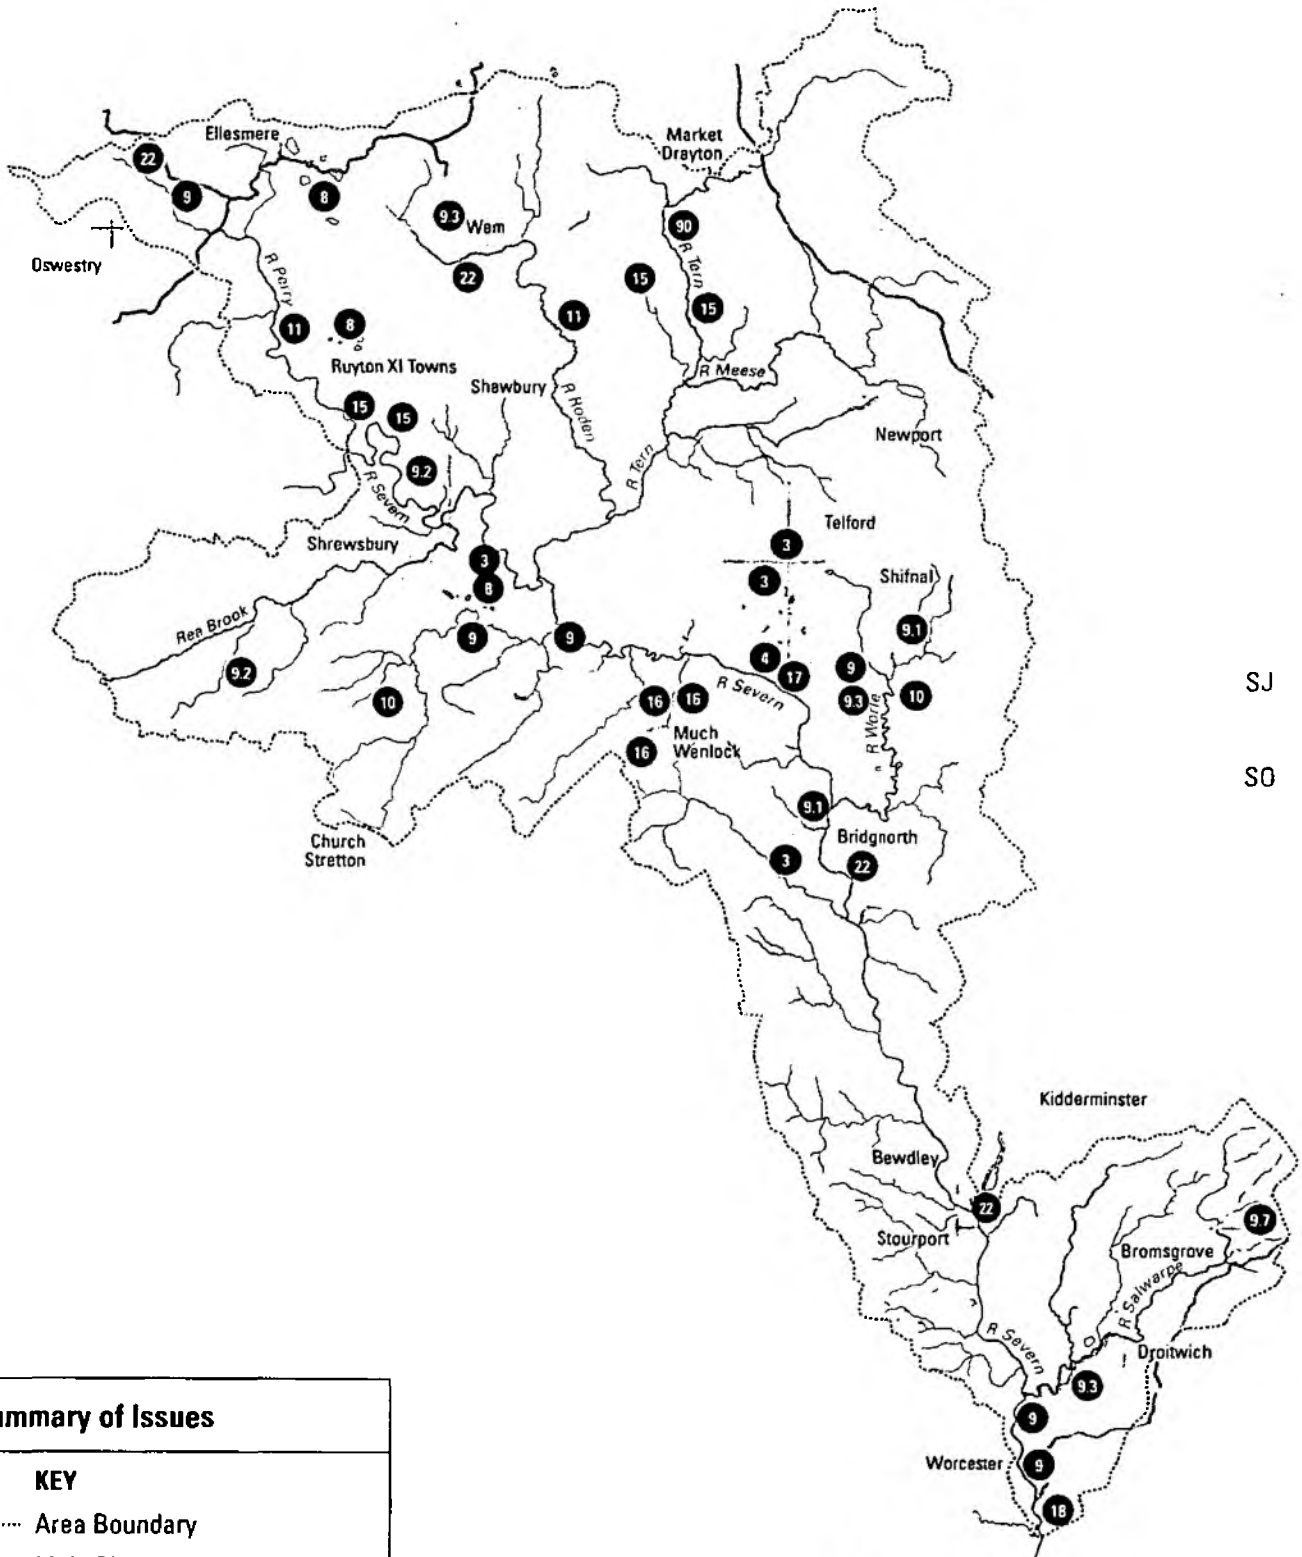 Ellesmere
Market
Drayton
22
9
8
9.3
Wem
90
Oswestry
R Perry
22
15
R Tern
15
11
8
11
Ruyton XI Towns
Shawbury
R Roden
R Meese
15
15
Newport
9.2
R Severn
R Tern
Telford
Shrewsbury
3
3
3
Shifnal
8
Rea Brook
9.1
9
9
9.2
4
9
17
R Severn
10
16
16
9.3
10
R Worfe
SJ
Much
Wenlock
16
SO
9.1
Bridgnorth
Church
Stretton
3
22
Kidderminster
Bewdley
22
9.7
Stourport
Bromsgrove
R Salwarpe
R Severn
Droitwich
9.3
9
Worcester
9
18
ummary of Issues
KEY
Area Boundary